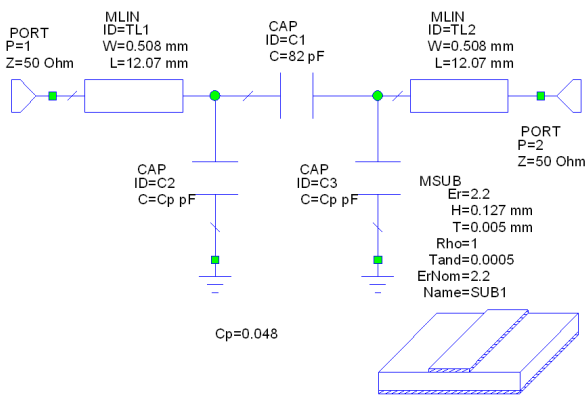 PORT
P=1
Z=50 Ohm
MLIN
ID=TL1
W=0.508 mm
L=12.07 mm
CAP
ID=C1
C=82 pF
MLIN
ID=TL2
W=0.508 mm
L=12.07 mm
PORT
P=2
Z=50 Ohm
CAP
ID=C2
C=Cp pF
CAP
ID=C3
C=Cp pF
MSUB
Er=2.2
H=0.127 mm
T=0.005 mm
Rho=1
Tand=0.0005
ErNom=2.2
Name=SUB1
Cp=0.048